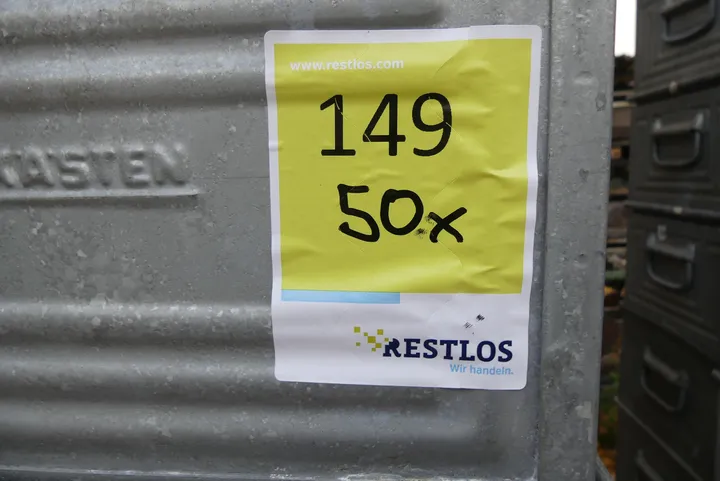 www.restlos.com
149
KASTEN
50x
RESTLOS
Wir handeln.